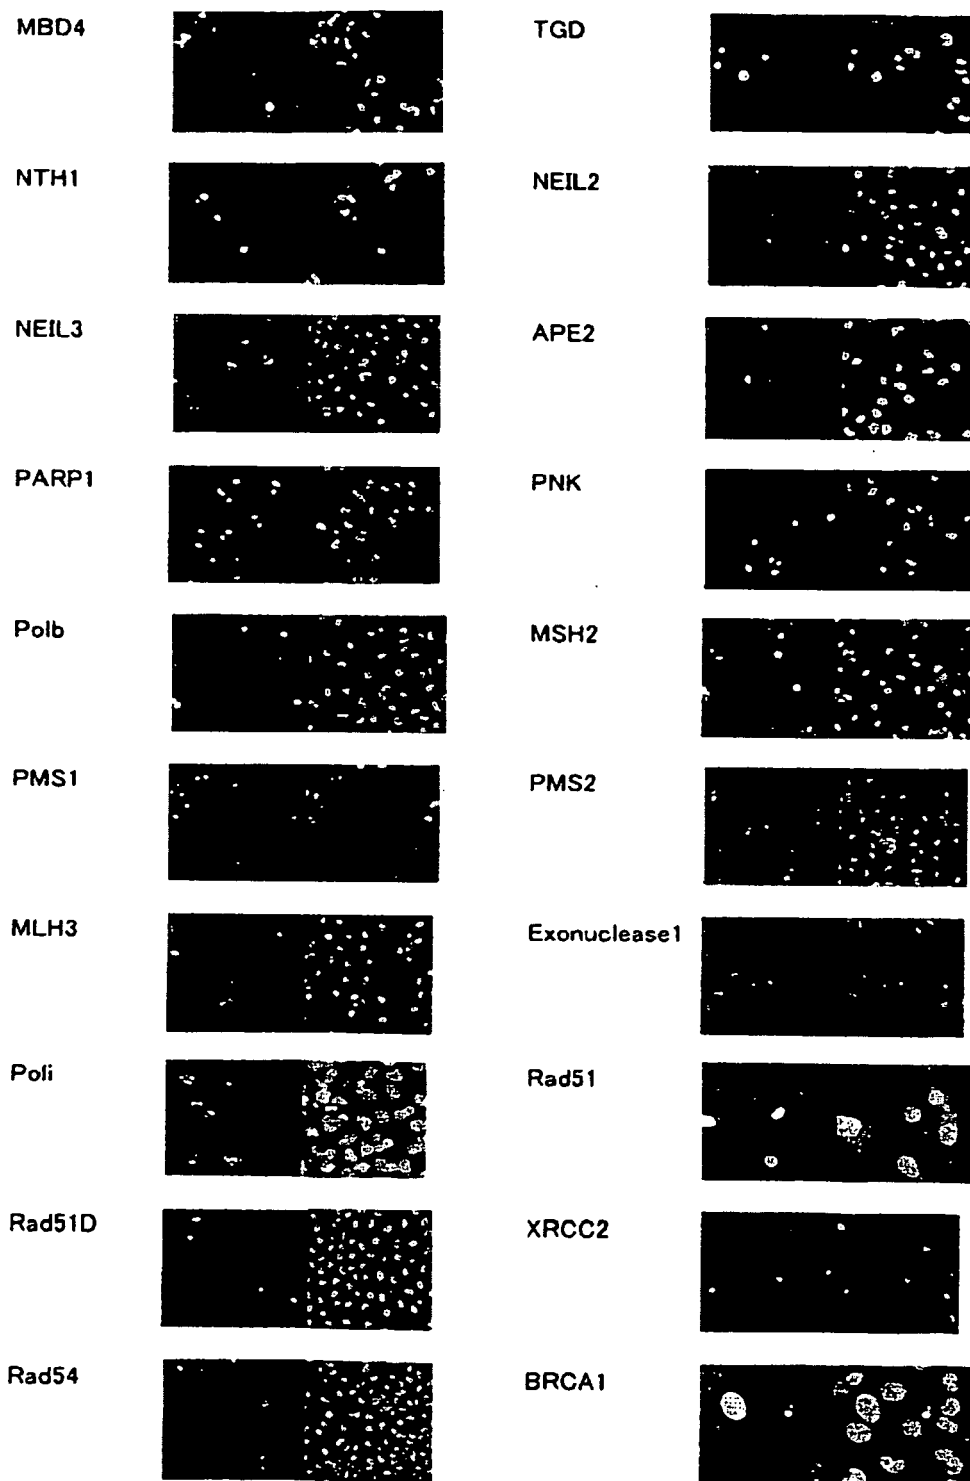 MBD4
TGD
NTH1
NEIL2
NEIL3
APE2
PARP1
PNK
Polb
MSH2
PMS1
PMS2
MLH3
Exonuclease1
Poli
Rad51
Rad51D
XRCC2
Rad54
BRCA1